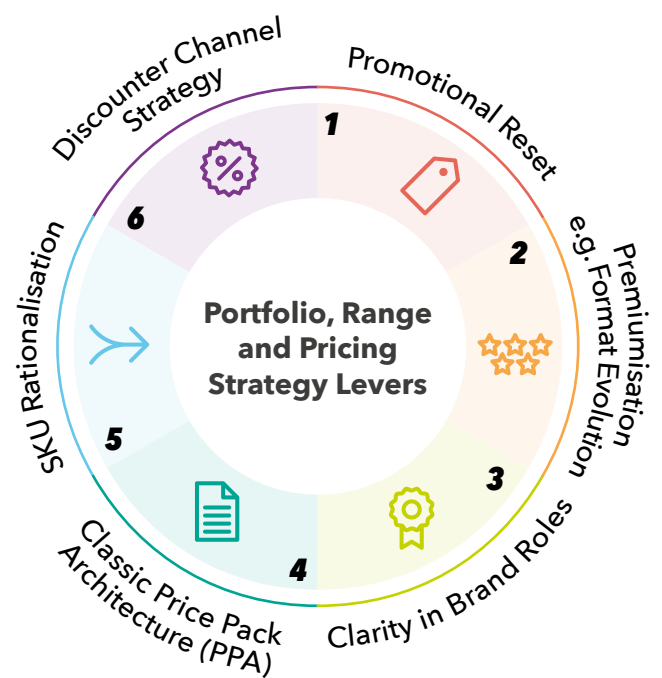 Portfolio, Range
and Pricing
Strategy Levers
1
Promotional Reset
2
Premiumisation
e.g. Format Evolution
3
Clarity in Brand Roles
4
Classic Price Pack
Architecture (PPA)
5
SKU Rationalisation
6
Discounter Channel
Strategy
%